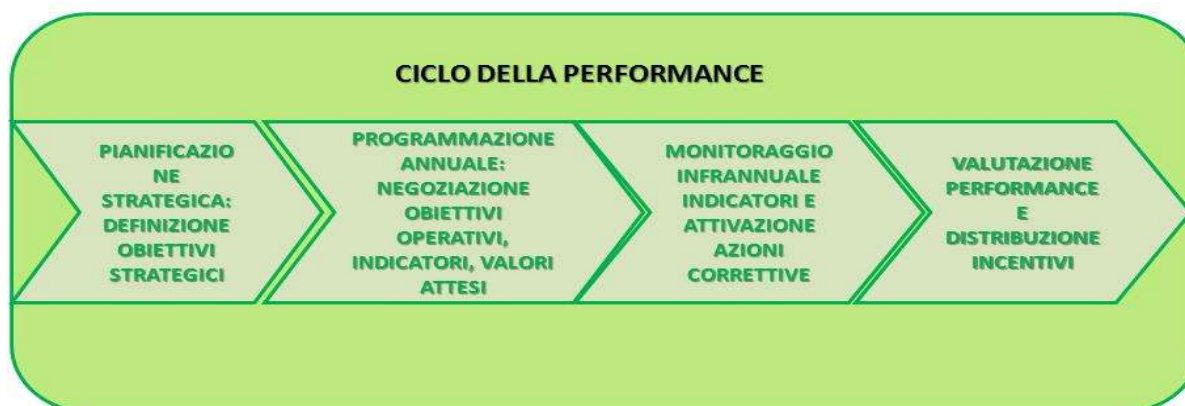 CICLO DELLA PERFORMANCE
PIANIFICAZIO
NE
STRATEGICA:
DEFINIZIONE
OBIETTIVI
STRATEGICI
PROGRAMMAZIONE
ANNUALE:
NEGOZIAZIONE
OBIETTIVI
OPERATIVI,
INDICATORI, VALORI
ATTESI
MONITORAGGIO
INFRANNUALE
INDICATORI E
ATTIVAZIONE
AZIONI
CORRETTIVE
VALUTAZIONE
PERFORMANCE
E
DISTRIBUZIONE
INCENTIVI